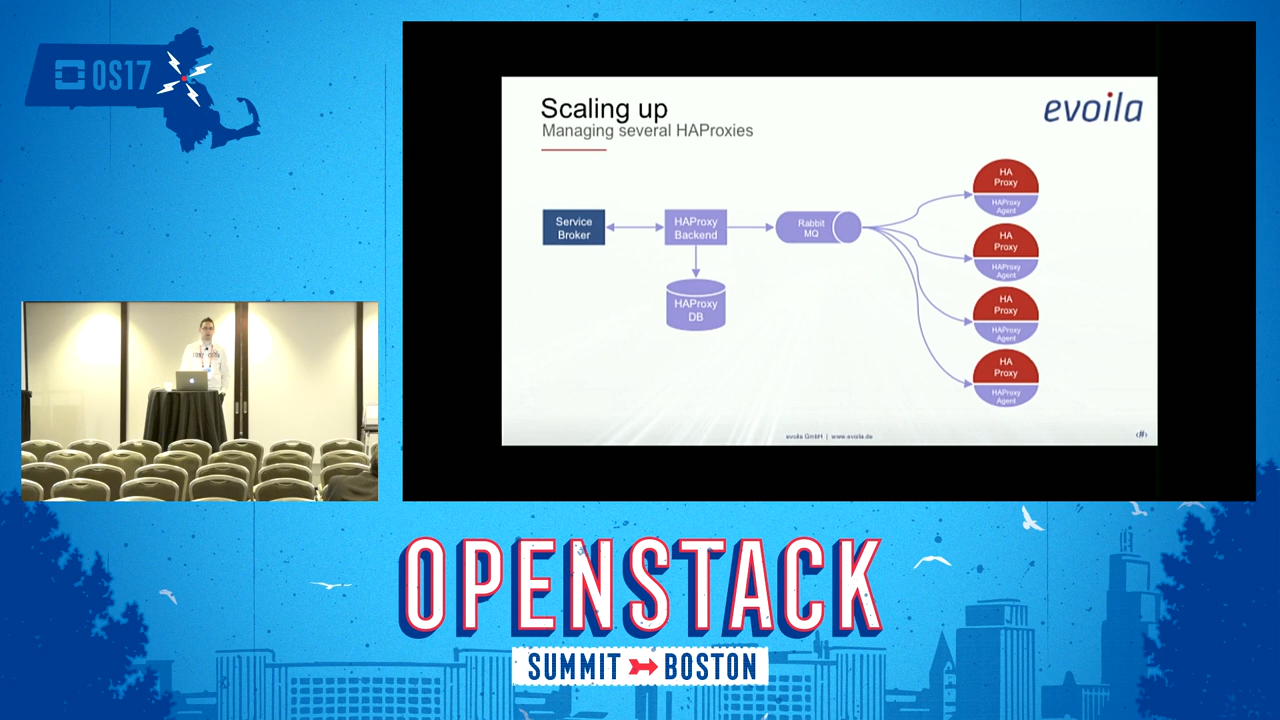 OS17
Scaling up
Managing several HAProxies
evoila
Service
Broker
HAProxy
Backend
Rabbit
MQ
HAProxy
DB
HA
Proxy
HAProxy
Agent
HA
Proxy
HAProxy
Agent
HA
Proxy
HAProxy
Agent
HA
Proxy
HAProxy
Agent
evoila GmbH | www.evoila.de
‹#›
OPENSTACK
SUMMIT BOSTON